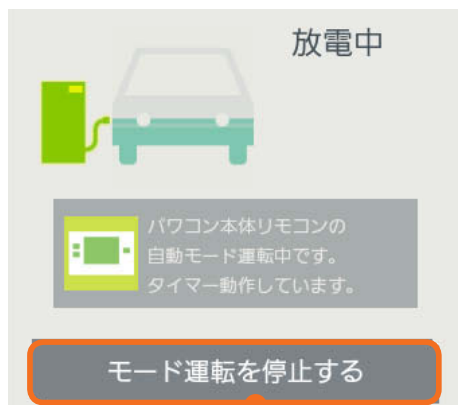 放電中
パワコン本体リモコンの
自動モード運転中です。
タイマー動作しています。
モード運転を停止する